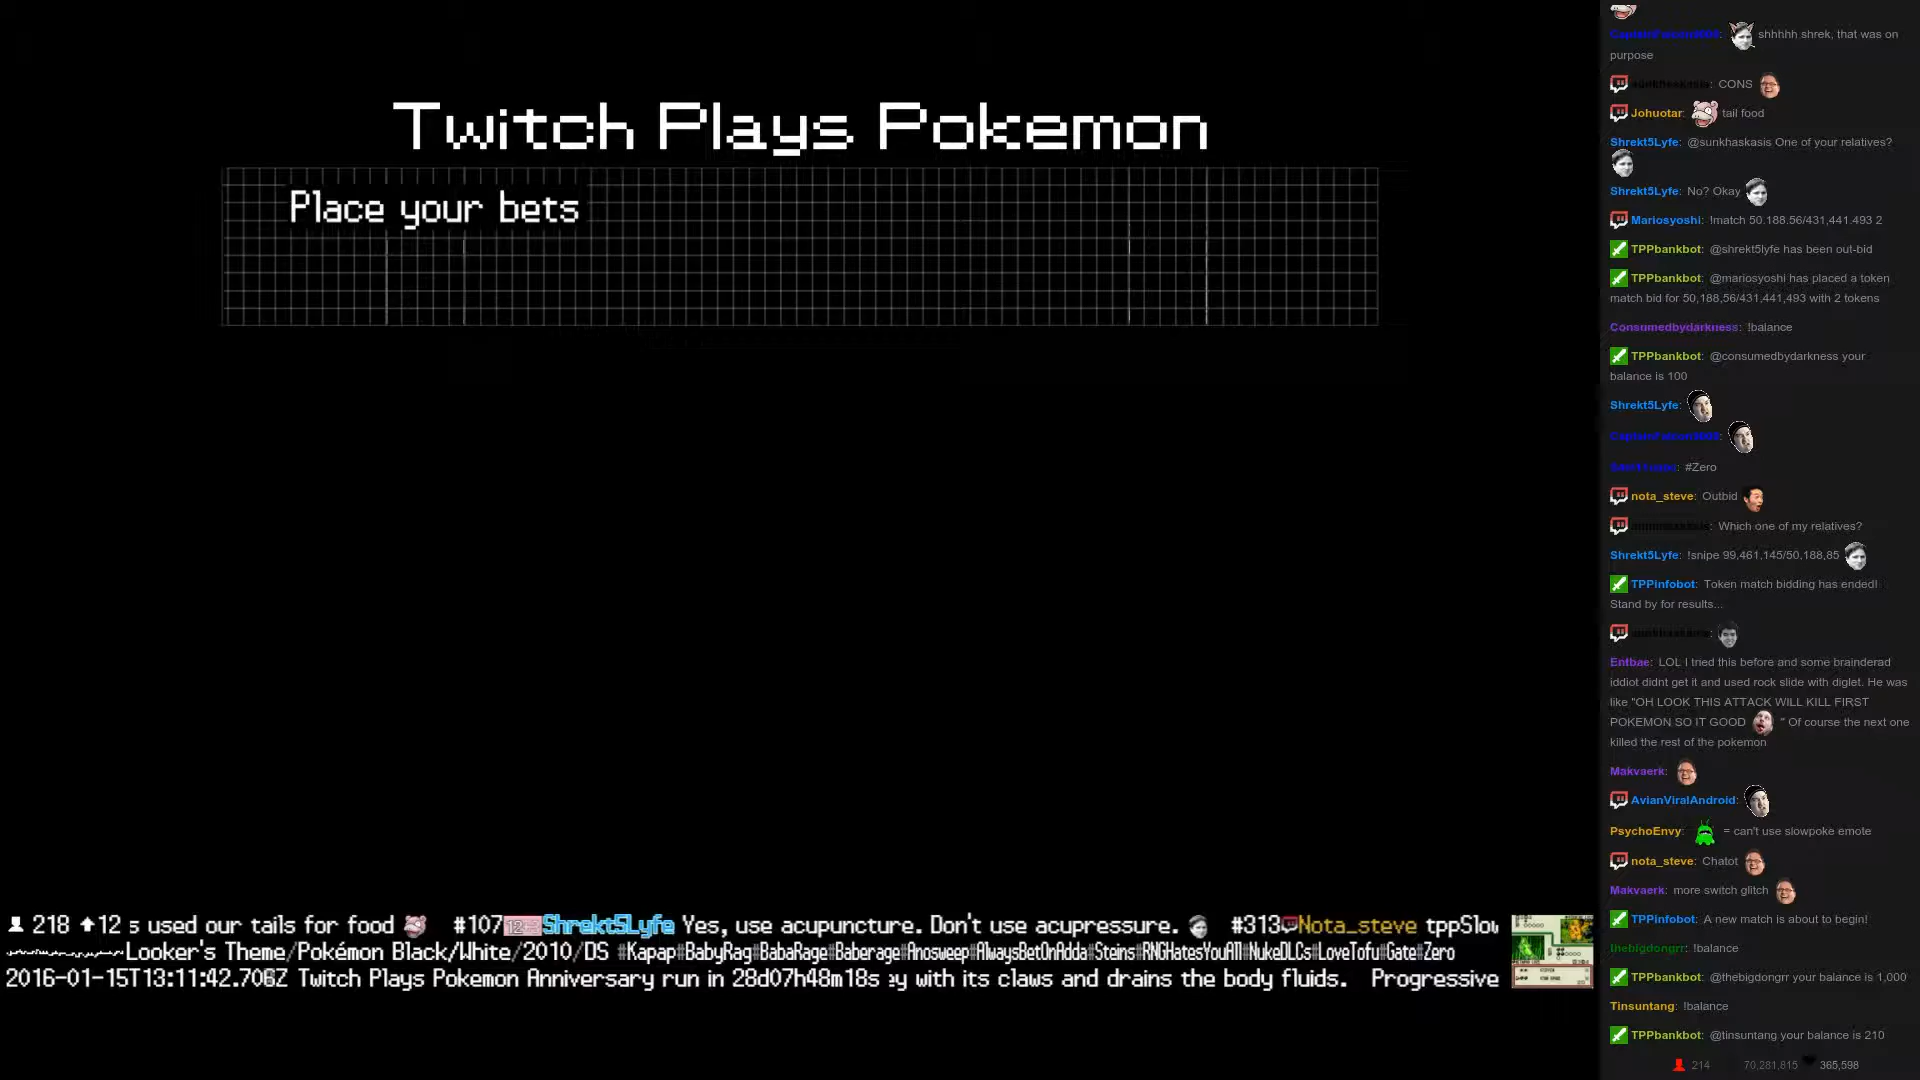 Twitch Plays Pokemon
Place your bets
218 12 s used our tails for food #107 Shrekt5Lyfe Yes, use acupuncture. Don't use acupressure. #313 Nota_steve tppSlow
Looker's Theme/Pokémon Black/White/2010/DS #Kapap#BabyRag#BabaRage#Baberage#Anosweep#AlwaysBetOnAdda#Steins#RNGHatesYouAll#NukeDLCs#LoveTofu#Gate#Zero
Twitch Plays Pokemon Anniversary run in 28d07h48m18s ey with its claws and drains the body fluids. Progressive
shhhhh shrek, that was on
purpose
: CONS
Johuotar: tail food
Shrekt5Lyfe: @sunkhaskasis One of your relatives?
Shrekt5Lyfe: No? Okay
Mariosyoshi: !match 50.188.56/431,441.493 2
TPPbankbot: @shrekt5lyfe has been out-bid
TPPbankbot: @mariosyoshi has placed a token
match bid for 50,188,56/431,441,493 with 2 tokens
Consumedbydarkness: !balance
TPPbankbot: @consumedbydarkness your
balance is 100
Shrekt5Lyfe:
: #Zero
nota_steve: Outbid
: Which one of my relatives?
Shrekt5Lyfe: !snipe 99,461,145/50,188,85
TPPinfobot: Token match bidding has ended!
Stand by for results...
Entbae: LOL I tried this before and some brainderad
iddiot didnt get it and used rock slide with diglet. He was
like "OH LOOK THIS ATTACK WILL KILL FIRST
POKEMON SO IT GOOD " Of course the next one
killed the rest of the pokemon
Makvaerk:
AvianViralAndroid:
PsychoEnvy: = can't use slowpoke emote
nota_steve: Chatot
Makvaerk: more switch glitch
TPPinfobot: A new match is about to begin!
thebigdongrr: !balance
TPPbankbot: @thebigdongrr your balance is 1,000
Tinsuntang: !balance
TPPbankbot: @tinsuntang your balance is 210
214 70,281,815 365,598